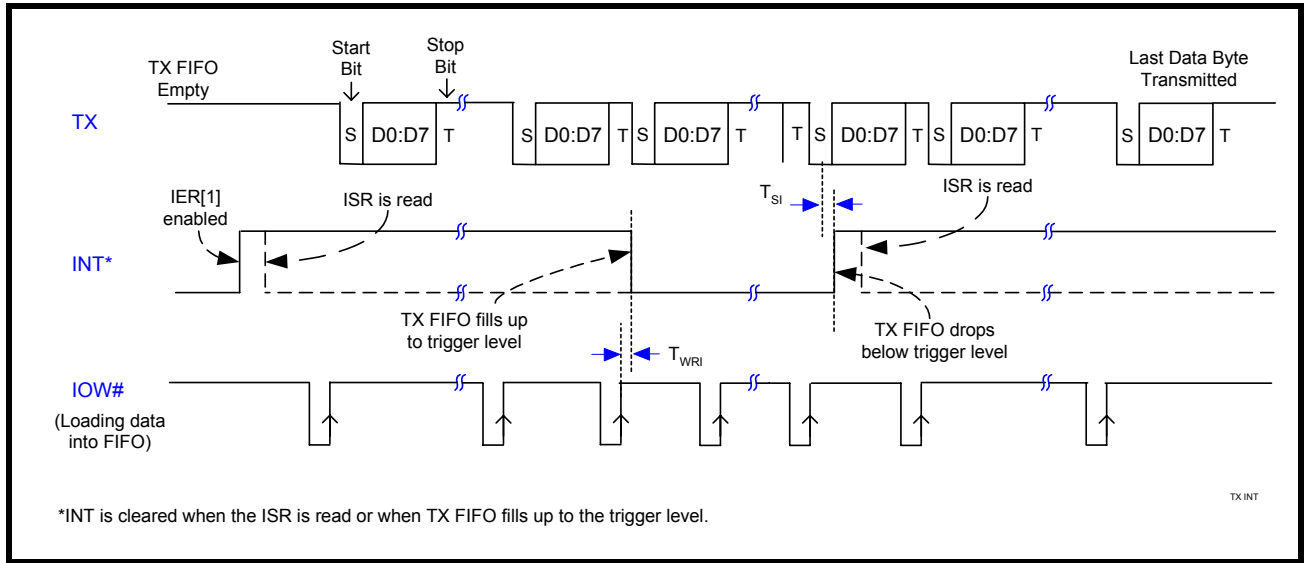 TX FIFO
Empty
Start
Bit
Stop
Bit
Last Data Byte
Transmitted
TX
S D0:D7 T S D0:D7 T S D0:D7 T T S D0:D7 T S D0:D7 T S D0:D7 T
IER[1]
enabled
ISR is read
TSI
ISR is read
INT*
TX FIFO fills up
to trigger level
TX FIFO drops
below trigger level
TWRI
IOW#
(Loading data
into FIFO)
TX INT
*INT is cleared when the ISR is read or when TX FIFO fills up to the trigger level.